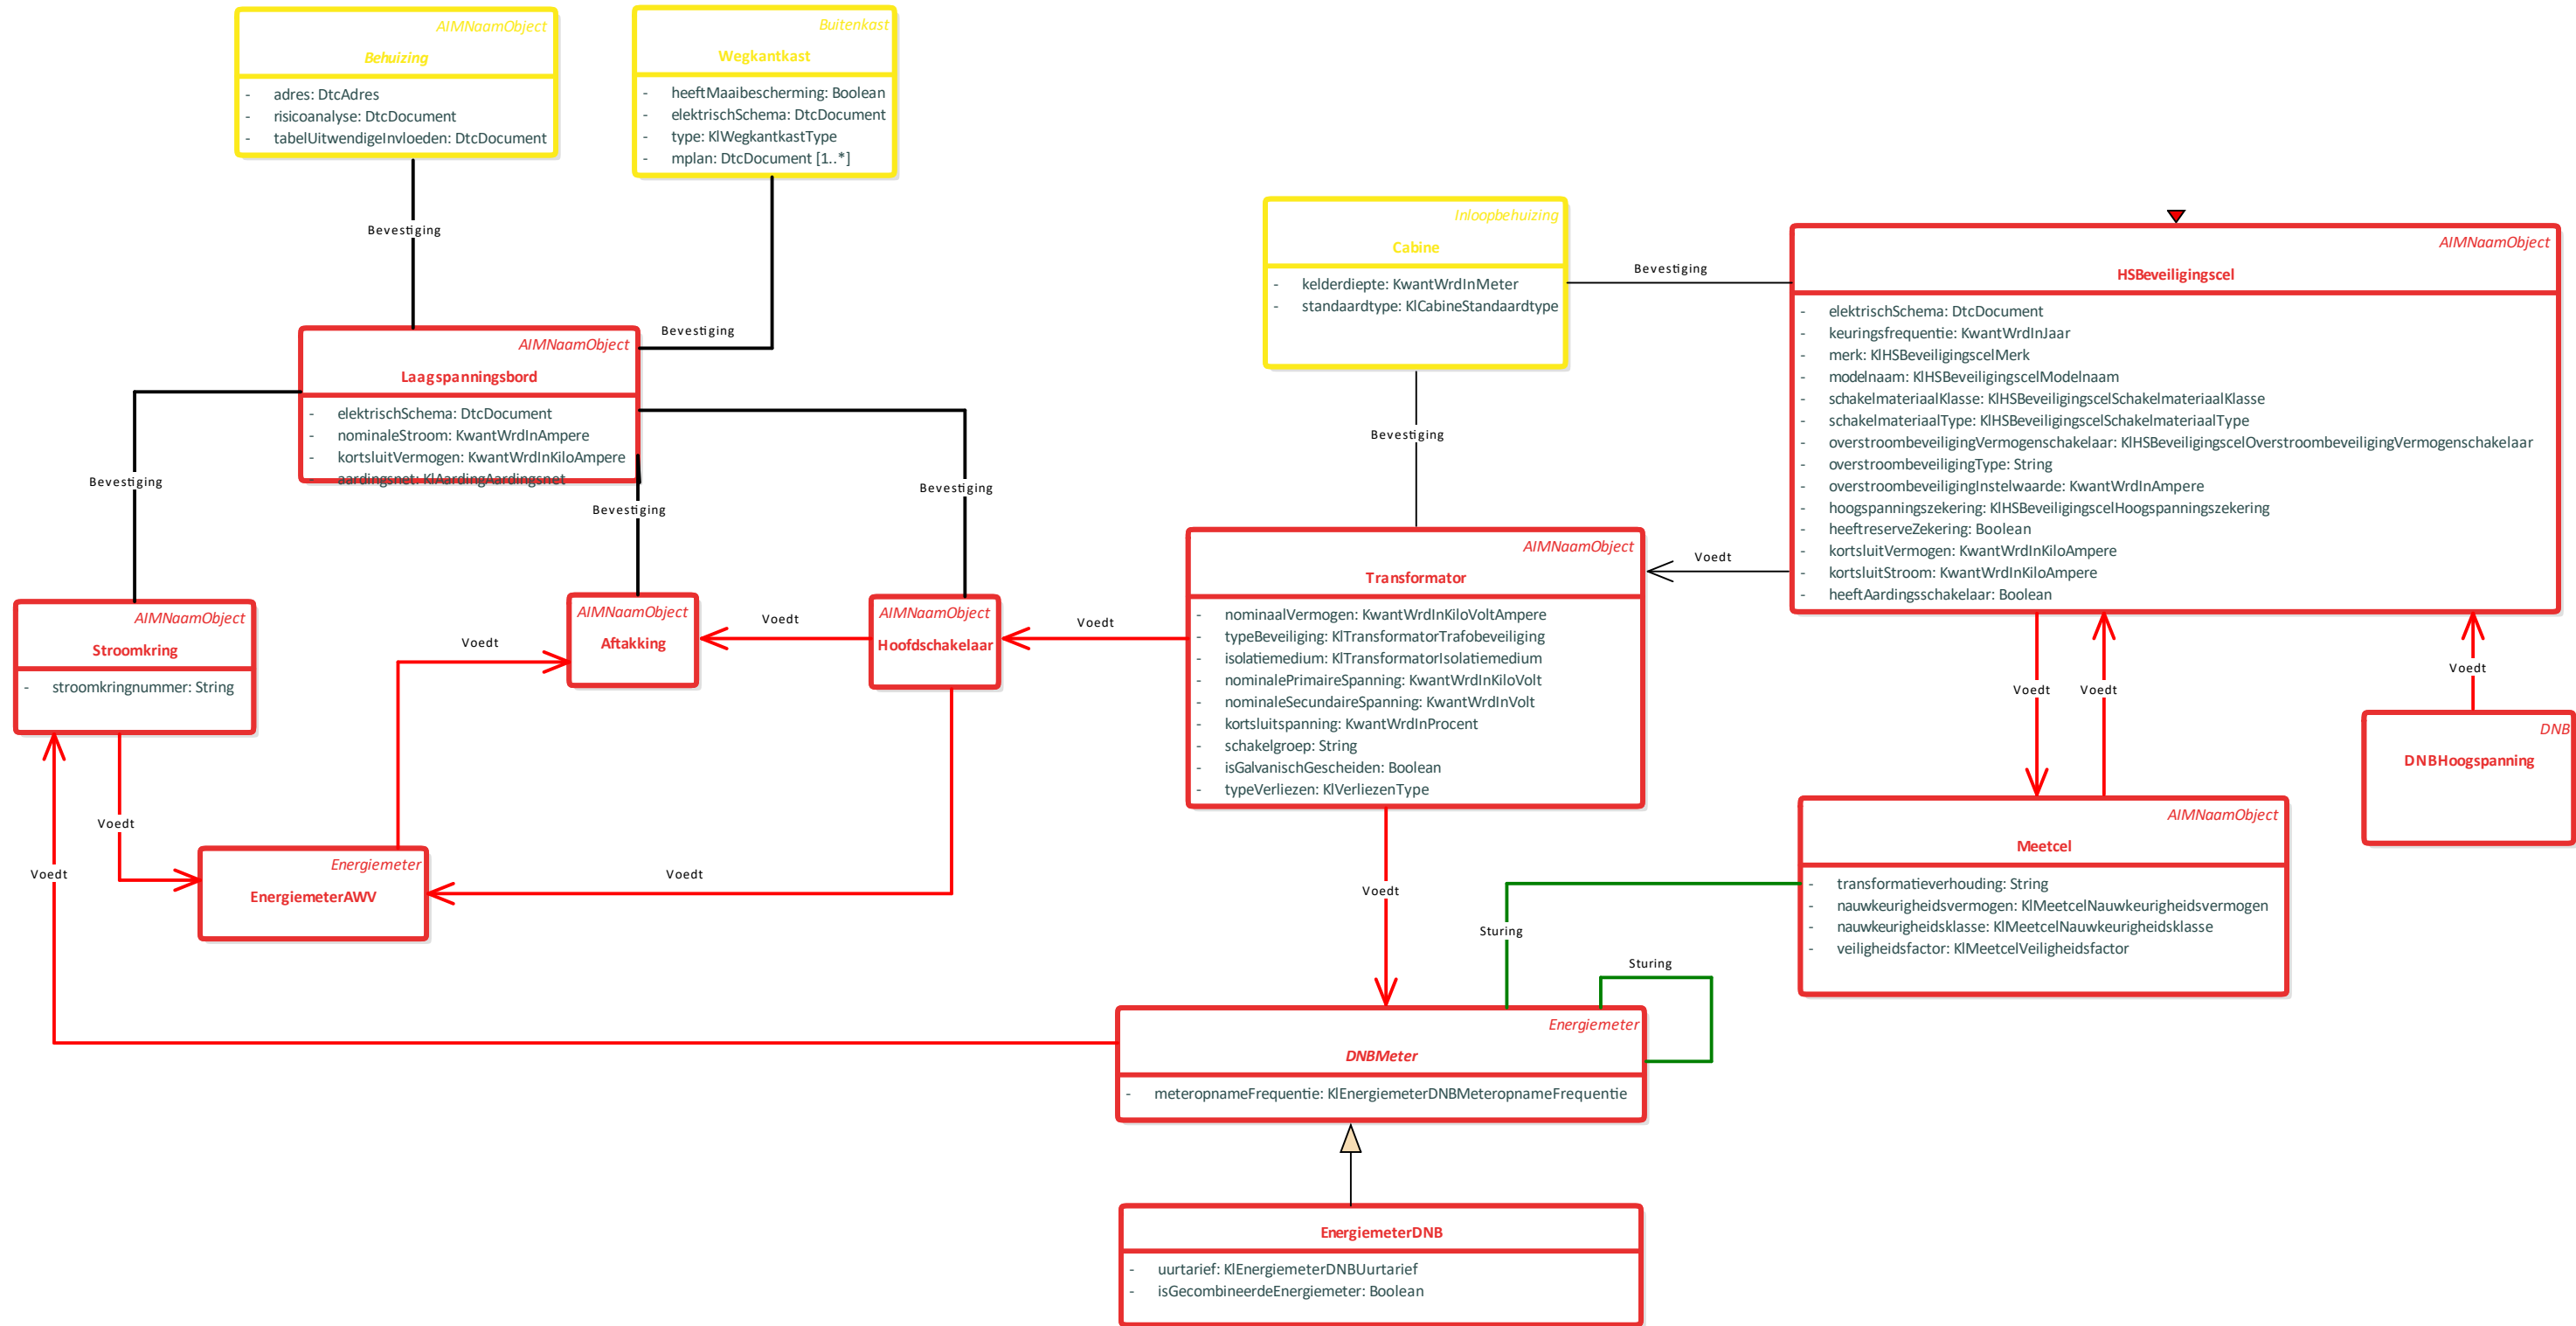 AIMNaamObject
Behuizing
- adres: DtcAdres
- risicoanalyse: DtcDocument
- tabelUitwendigeInvloeden: DtcDocument
Buitenkast
Wegkantkast
- heeftMaaibescherming: Boolean
- elektrischSchema: DtcDocument
- type: KlWegkantkastType
- mplan: DtcDocument [1..*]
Bevestiging
Bevestiging
Inloopbehuizing
Cabine
- kelderdiepte: KwantWrdInMeter
- standaardtype: KlCabineStandaardtype
Bevestiging
AIMNaamObject
HSBeveiligingscel
- elektrischSchema: DtcDocument
- keuringsfrequentie: KwantWrdInJaar
- merk: KlHSBeveiligingscelMerk
- modelnaam: KlHSBeveiligingscelModelnaam
- schakelmateriaalKlasse: KlHSBeveiligingscelSchakelmateriaalKlasse
- schakelmateriaalType: KlHSBeveiligingscelSchakelmateriaalType
- overstroombeveiligingVermogenschakelaar: KlHSBeveiligingscelOverstroombeveiligingVermogenschakelaar
- overstroombeveiligingType: String
- overstroombeveiligingInstelwaarde: KwantWrdInAmpere
- hoogspanningszekering: KlHSBeveiligingscelHoogspanningszekering
- heeftreserveZekering: Boolean
- kortsluitVermogen: KwantWrdInKiloAmpere
- kortsluitStroom: KwantWrdInKiloAmpere
- heeftAardingsschakelaar: Boolean
AIMNaamObject
Laagspanningsbord
- elektrischSchema: DtcDocument
- nominaleStroom: KwantWrdInAmpere
- kortsluitVermogen: KwantWrdInKiloAmpere
- aardingsnet: KlAardingAardingsnet
Bevestiging
Bevestiging
Bevestiging
Bevestiging
AIMNaamObject
Transformator
- nominaalVermogen: KwantWrdInKiloVoltAmpere
- typeBeveiliging: KlTransformatorTrafobeveiliging
- isolatiemedium: KlTransformatorIsolatiemedium
- nominalePrimaireSpanning: KwantWrdInKiloVolt
- nominaleSecundaireSpanning: KwantWrdInVolt
- kortsluitspanning: KwantWrdInProcent
- schakelgroep: String
- isGalvanischGescheiden: Boolean
- typeVerliezen: KlVerliezenType
Voedt
AIMNaamObject
Stroomkring
- stroomkringnummer: String
AIMNaamObject
Aftakking
AIMNaamObject
Hoofdschakelaar
Voedt
Voedt
Voedt
Voedt
Voedt
Voedt
DNB
DNBHoogspanning
Voedt
Voedt
Energiemeter
EnergiemeterAWV
Voedt
Voedt
AIMNaamObject
Meetcel
- transformatieverhouding: String
- nauwkeurigheidsvermogen: KlMeetcelNauwkeurigheidsvermogen
- nauwkeurigheidsklasse: KlMeetcelNauwkeurigheidsklasse
- veiligheidsfactor: KlMeetcelVeiligheidsfactor
Voedt
Sturing
Sturing
Energiemeter
DNBMeter
- meteropnameFrequentie: KlEnergiemeterDNBMeteropnameFrequentie
EnergiemeterDNB
- uurtarief: KlEnergiemeterDNBUurtarief
- isGecombineerdeEnergiemeter: Boolean